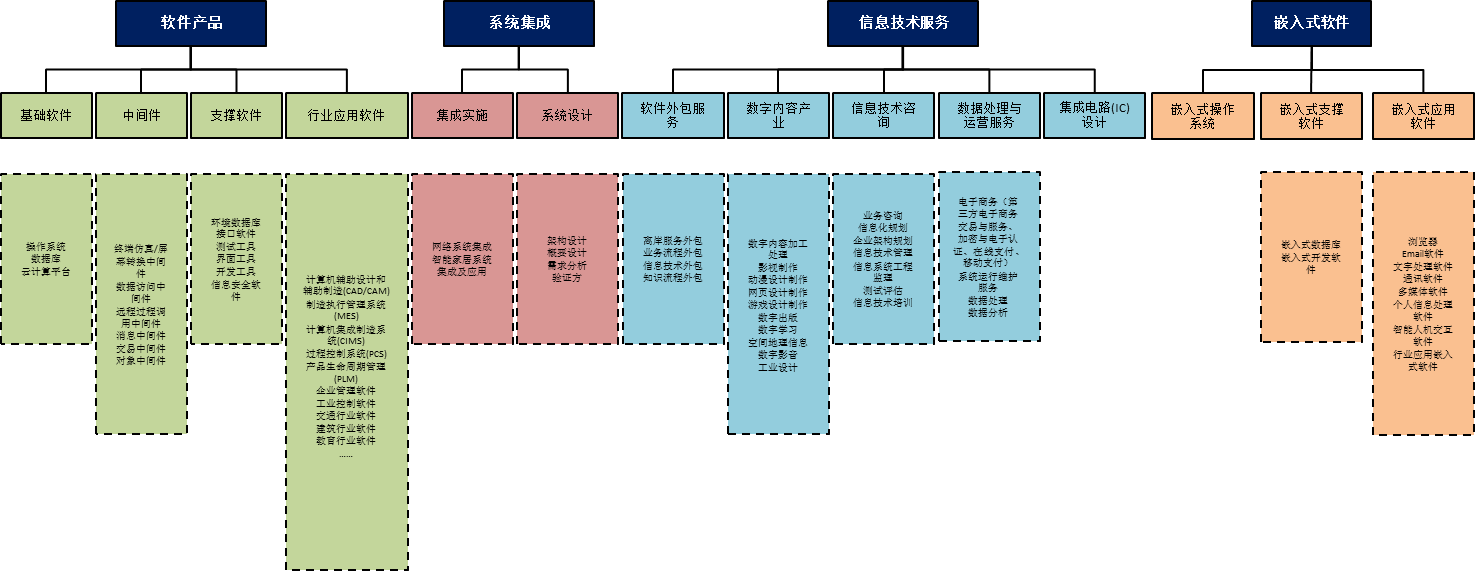 软件产品
系统集成
信息技术服务
嵌入式软件
基础软件
中间件
支撑软件
行业应用软件
集成实施
系统设计
软件外包服
务
数字内容产
业
信息技术咨
询
数据处理与
运营服务
集成电路(IC)
设计
嵌入式操作
系统
嵌入式支撑
软件
嵌入式应用
软件
操作系统
数据库
云计算平台
终端仿真/屏
幕转换中间
件
数据访问中
间件
远程过程调
用中间件
消息中间件
交易中间件
对象中间件
环境数据库
接口软件
测试工具
界面工具
开发工具
信息安全软
件
计算机辅助设计和
辅助制造(CAD/CAM)
制造执行管理系统
(MES)
计算机集成制造系
统(CIMS)
过程控制系统(PCS)
产品生命周期管理
(PLM)
企业管理软件
工业控制软件
交通行业软件
建筑行业软件
教育行业软件
……
网络系统集成
智能家居系统
集成及应用
架构设计
概要设计
需求分析
验证方
离岸服务外包
业务流程外包
信息技术外包
知识流程外包
数字内容加工
处理
影视制作
动漫设计制作
网页设计制作
游戏设计制作
数字出版
数字学习
空间地理信息
数字影音
工业设计
业务咨询
信息化规划
企业架构规划
信息技术管理
信息系统工程
监理
测试评估
信息技术培训
电子商务（第
三方电子商务
交易与服务、
加密与电子认
证、在线支付、
移动支付）
系统运行维护
服务
数据处理
数据分析
嵌入式数据库
嵌入式开发软
件
浏览器
Email软件
文字处理软件
通讯软件
多媒体软件
个人信息处理
软件
智能人机交互
软件
行业应用嵌入
式软件